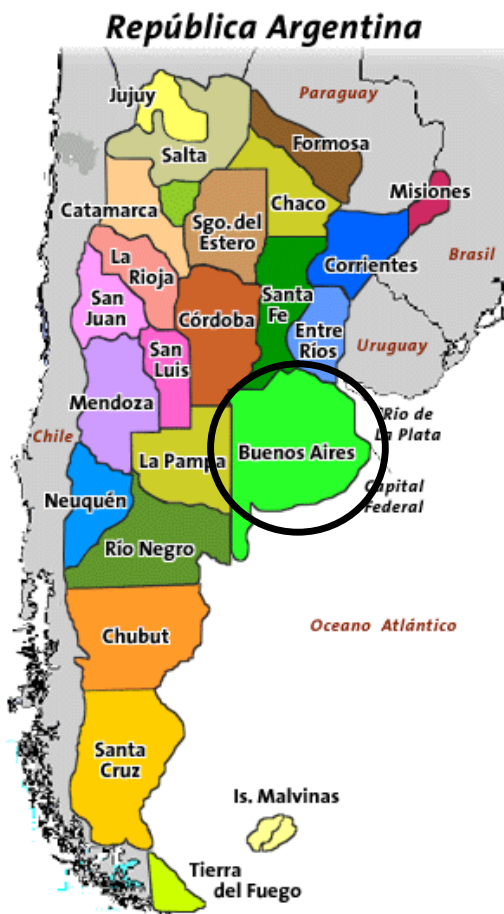 República Argentina
Jujuy
Paraguay
Formosa
Salta
Misiones
Catamarca
Chaco
Sgo. del
Estero
La
Rioja
Brasil
Corrientes
San
Juan
Santa
Fe
Córdoba
Entre
Ríos
San
Luis
Uruguay
Mendoza
Río de
La Plata
Chile
Buenos Aires
La Pampa
Capital
Federal
Neuquén
Río Negro
Oceano Atlántico
Chubut
Santa
Cruz
Is. Malvinas
Tierra
del Fuego